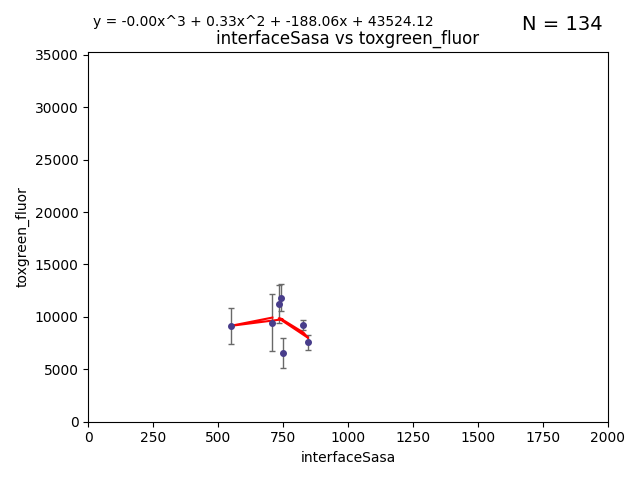 y = -0.00x^3 + 0.33x^2 + -188.06x + 43524.12
N = 134
interfaceSasa vs toxgreen_fluor
35000
30000
25000
20000
15000
10000
5000
0
toxgreen_fluor
0 250 500 750 1000 1250 1500 1750 2000
interfaceSasa